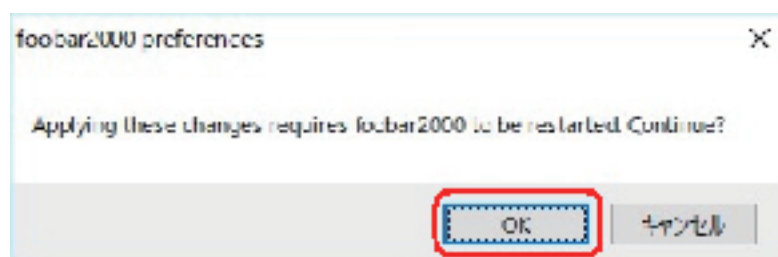 foobar2000 preferences
Applying these changes requires foobar2000 to be restarted. Continue?
OK
キャンセル